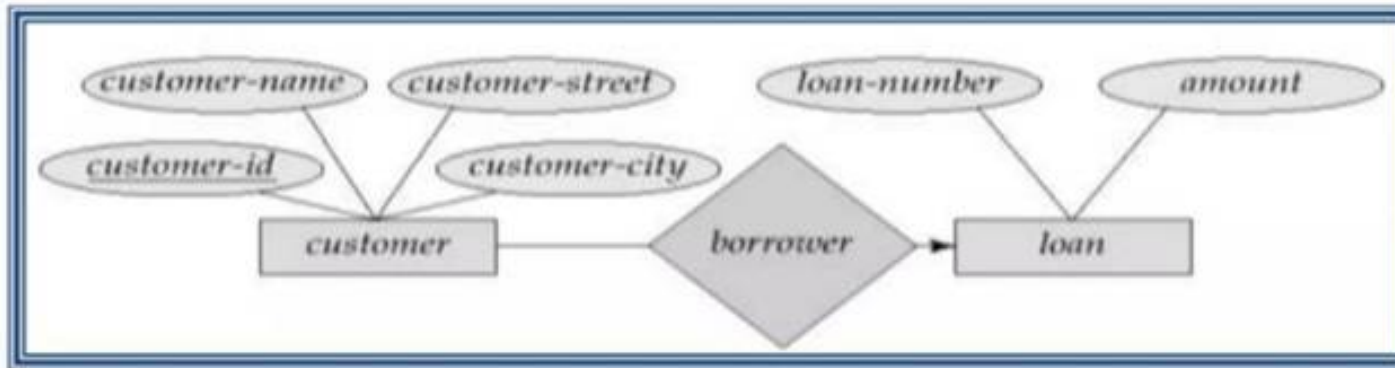 customer-name customer-street loan-number amount
customer-id customer-city
customer borrower loan